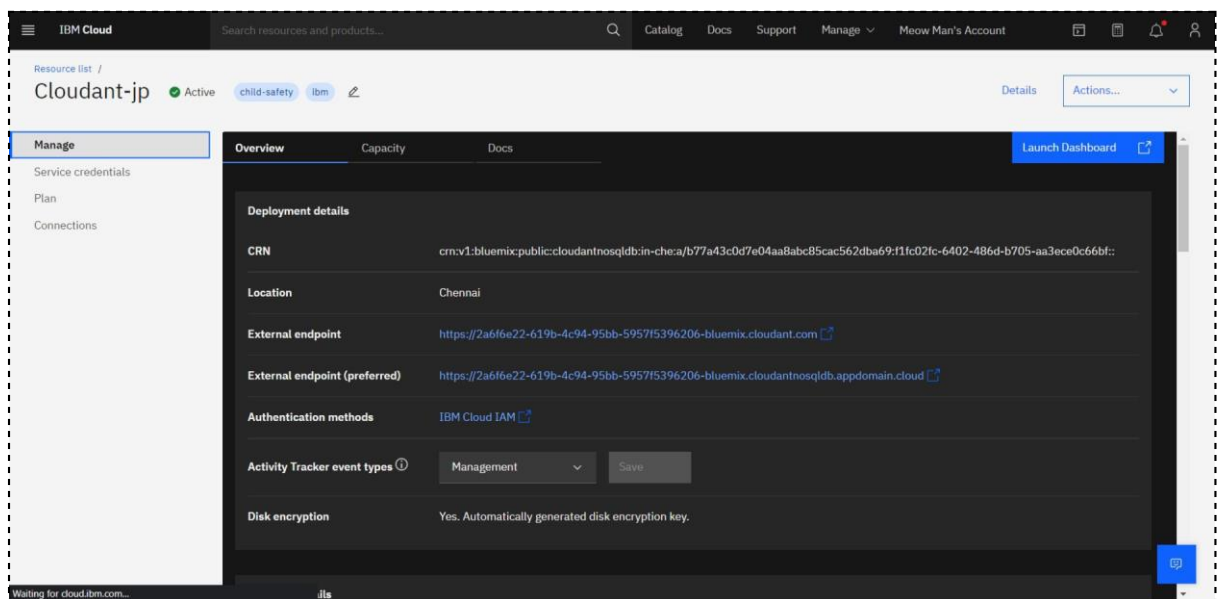 IBM Cloud
Search resources and products...
Catalog
Docs
Support
Manage
Meow Man's Account
Resource list /
Cloudant-jp
Active
child-safety
ibm
Details
Actions...
Manage
Service credentials
Plan
Connections
Overview
Capacity
Docs
Launch Dashboard
Deployment details
CRN
crn:v1:bluemix:public:cloudantnosqldb:in-che:a/b77a43c0d7e04aa8abc85cac562dba69:f1fc02fc-6402-486d-b705-aa3ece0c66bf::
Location
Chennai
External endpoint
https://2a6f6e22-619b-4c94-95bb-5957f5396206-bluemix.cloudant.com
External endpoint (preferred)
https://2a6f6e22-619b-4c94-95bb-5957f5396206-bluemix.cloudantnosqldb.appdomain.cloud
Authentication methods
IBM Cloud IAM
Activity Tracker event types
Management
Save
Disk encryption
Yes. Automatically generated disk encryption key.
Waiting for cloud.ibm.com...
ils